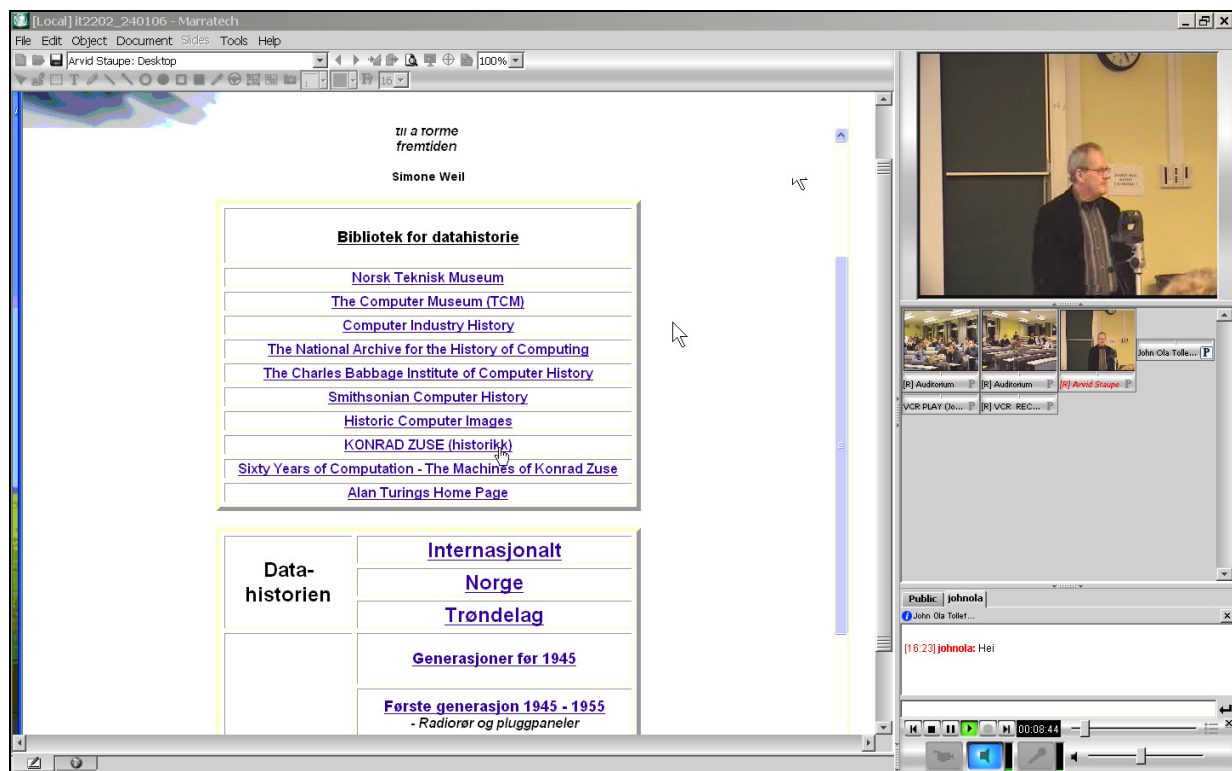 [Local] it2202_240106 - Marratech
File Edit Object Document Slides Tools Help
Arvid Staupe: Desktop
100%
16
til å forme
fremtiden
Simone Weil
Bibliotek for datahistorie
Norsk Teknisk Museum
The Computer Museum (TCM)
Computer Industry History
The National Archive for the History of Computing
The Charles Babbage Institute of Computer History
Smithsonian Computer History
Historic Computer Images
KONRAD ZUSE (historikk)
Sixty Years of Computation - The Machines of Konrad Zuse
Alan Turings Home Page
Data-
historien
Internasjonalt
Norge
Trøndelag
Generasjoner før 1945
Første generasjon 1945 - 1955
- Radiorør og pluggpaneler
John Ola Tolle... P
[R] Auditorium P
[R] Auditorium P
[R] Arvid Staupe P
VCR PLAY (Jo... P
[R] VCR REC... P
Public johnola
John Ola Tollef...
[16:23] johnola: Hei
00:08:44